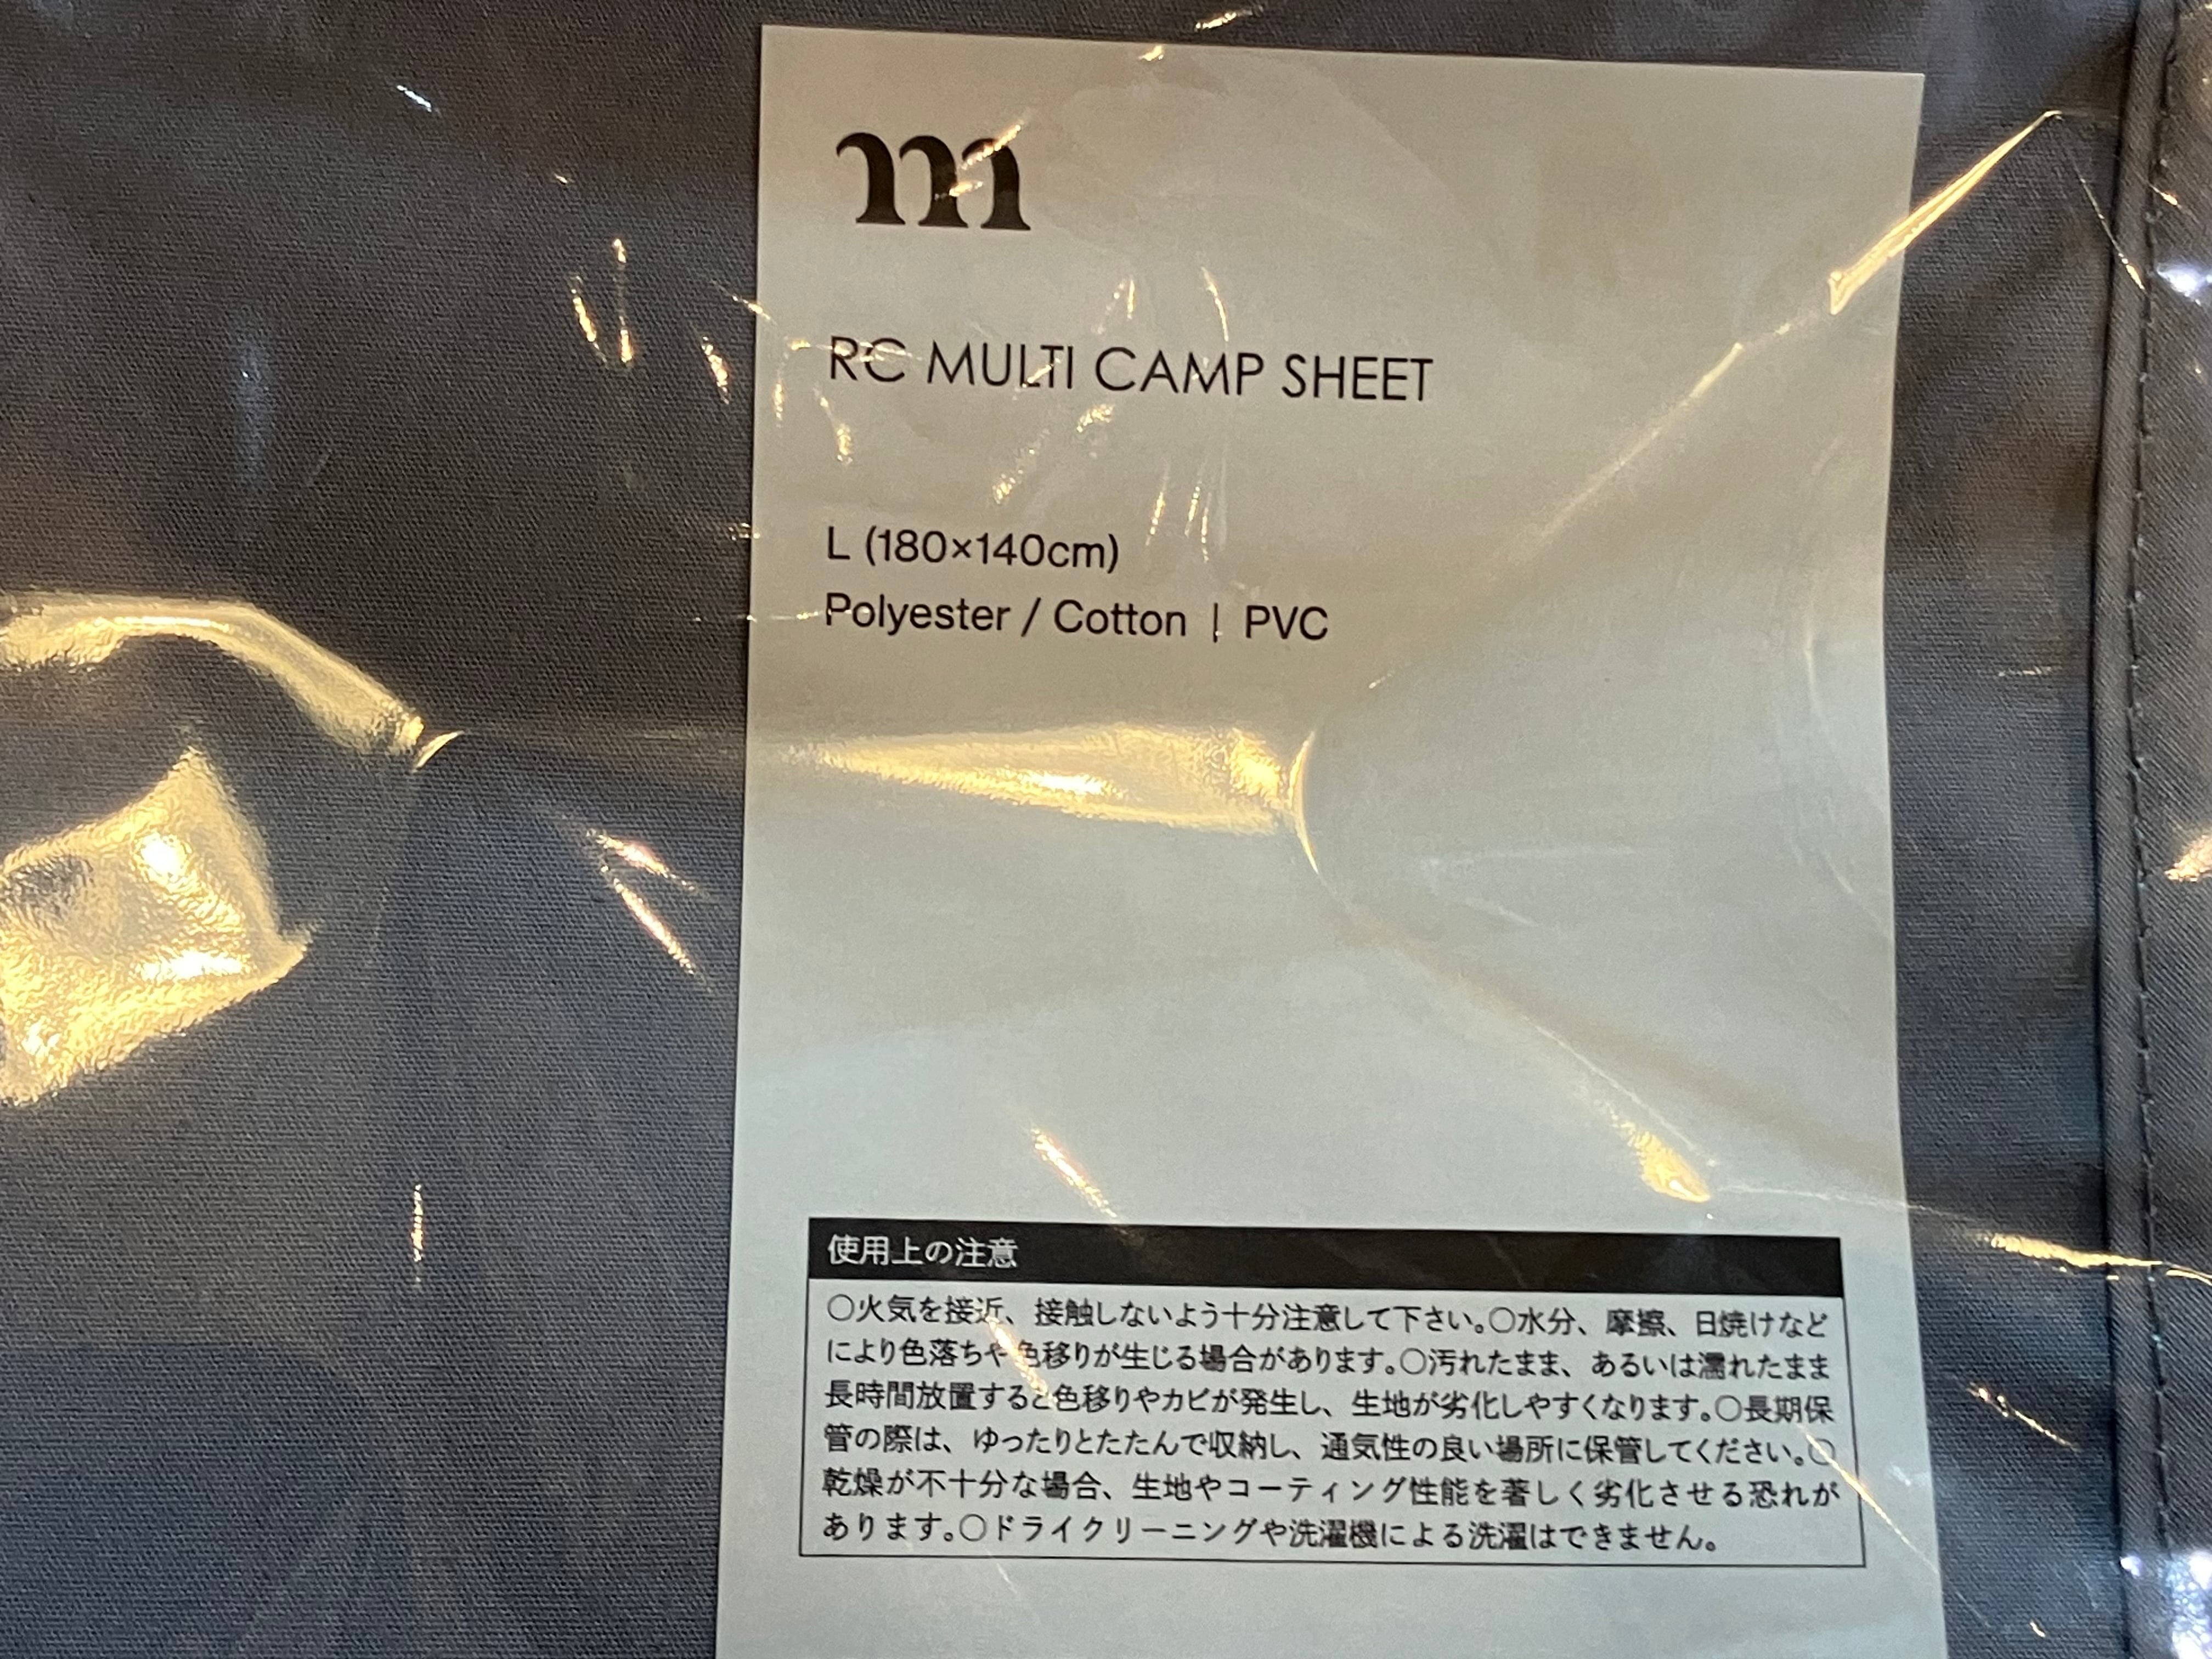 m
RC MULTI CAMP SHEET
L (180×140cm)
Polyester / Cotton | PVC
使用上の注意
○火気を接近、接触しないよう十分注意して下さい。○水分、摩擦、日焼けなど
により色落ちや色移りが生じる場合があります。○汚れたまま、あるいは濡れたまま
長時間放置すると色移りやカビが発生し、生地が劣化しやすくなります。○長期保
管の際は、ゆったりとたたんで収納し、通気性の良い場所に保管してください。○
乾燥が不十分な場合、生地やコーティング性能を著しく劣化させる恐れが
あります。○ドライクリーニングや洗濯機による洗濯はできません。